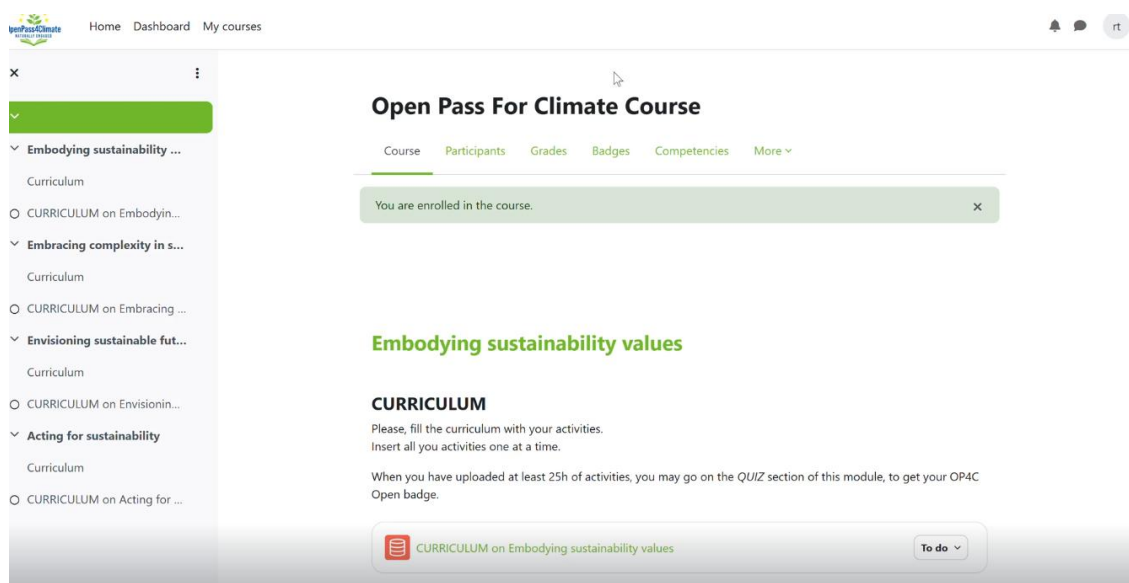 OpenPass4Climate
NATURALLY ENGAGED
Home Dashboard My courses
rt
Open Pass For Climate Course
Course Participants Grades Badges Competencies More
You are enrolled in the course.
Embodying sustainability ...
Curriculum
CURRICULUM on Embodyin...
Embracing complexity in s...
Curriculum
CURRICULUM on Embracing ...
Envisioning sustainable fut...
Curriculum
CURRICULUM on Envisionin...
Acting for sustainability
Curriculum
CURRICULUM on Acting for ...
Embodying sustainability values
CURRICULUM
Please, fill the curriculum with your activities.
Insert all you activities one at a time.
When you have uploaded at least 25h of activities, you may go on the QUIZ section of this module, to get your OP4C
Open badge.
CURRICULUM on Embodying sustainability values
To do